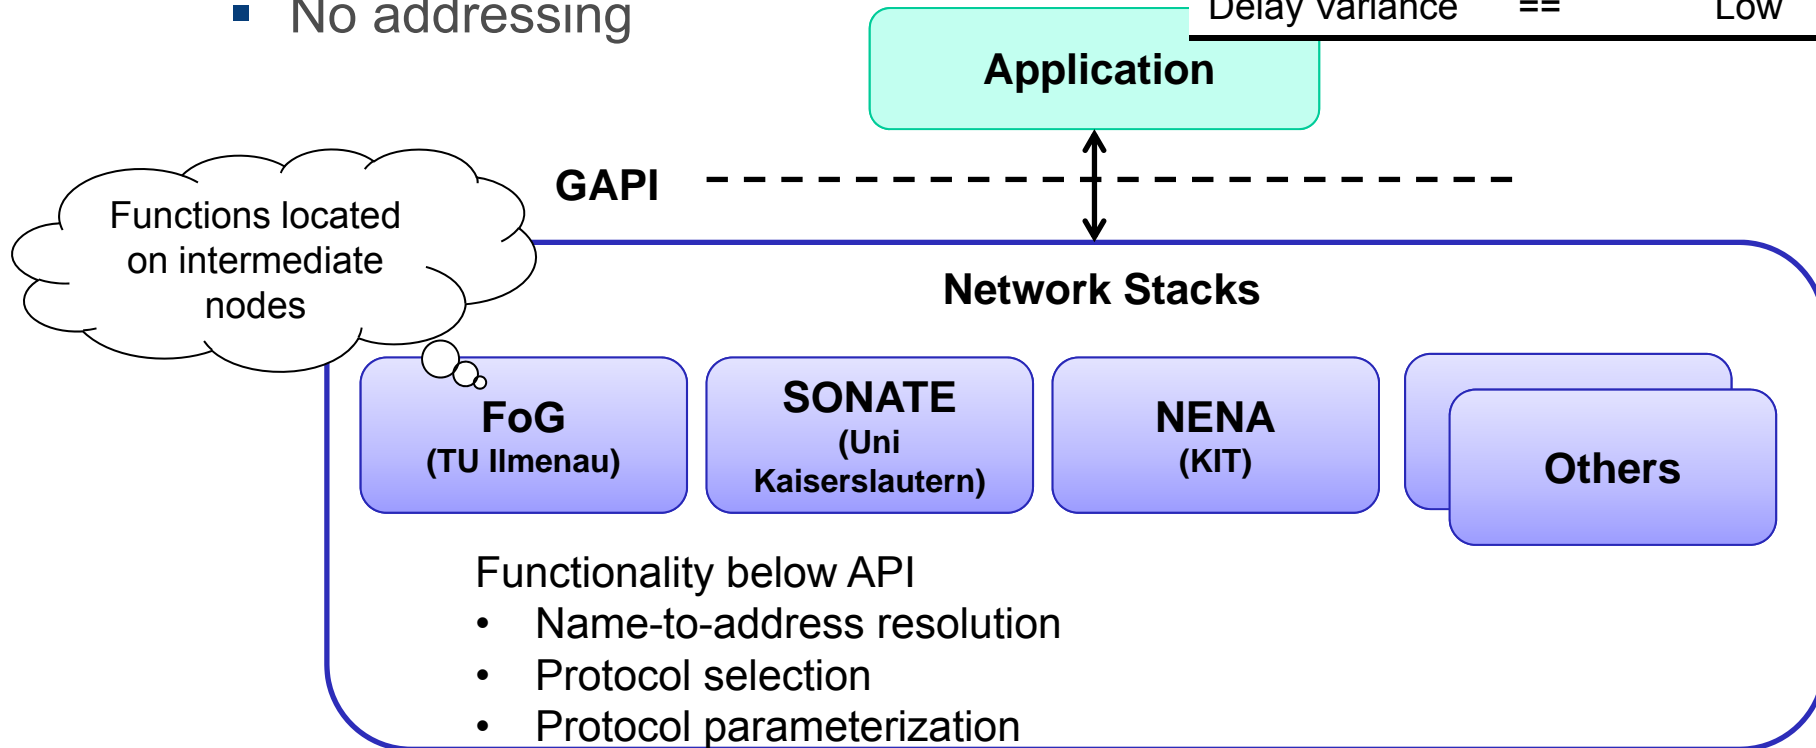 ▪ No addressing
Delay Variance == Low
Application
GAPI
Functions located
on intermediate
nodes
Network Stacks
FoG
(TU Ilmenau)
SONATE
(Uni
Kaiserslautern)
NENA
(KIT)
Others
Functionality below API
• Name-to-address resolution
• Protocol selection
• Protocol parameterization